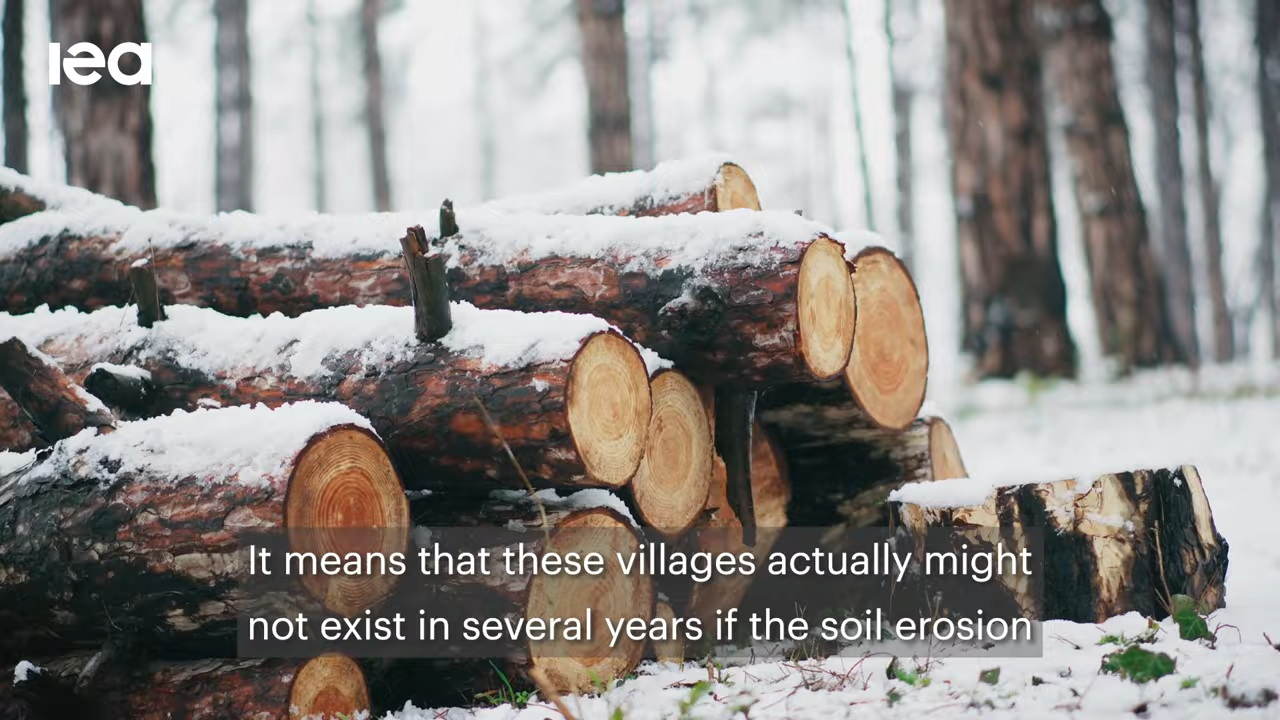 iea
It means that these villages actually might
not exist in several years if the soil erosion